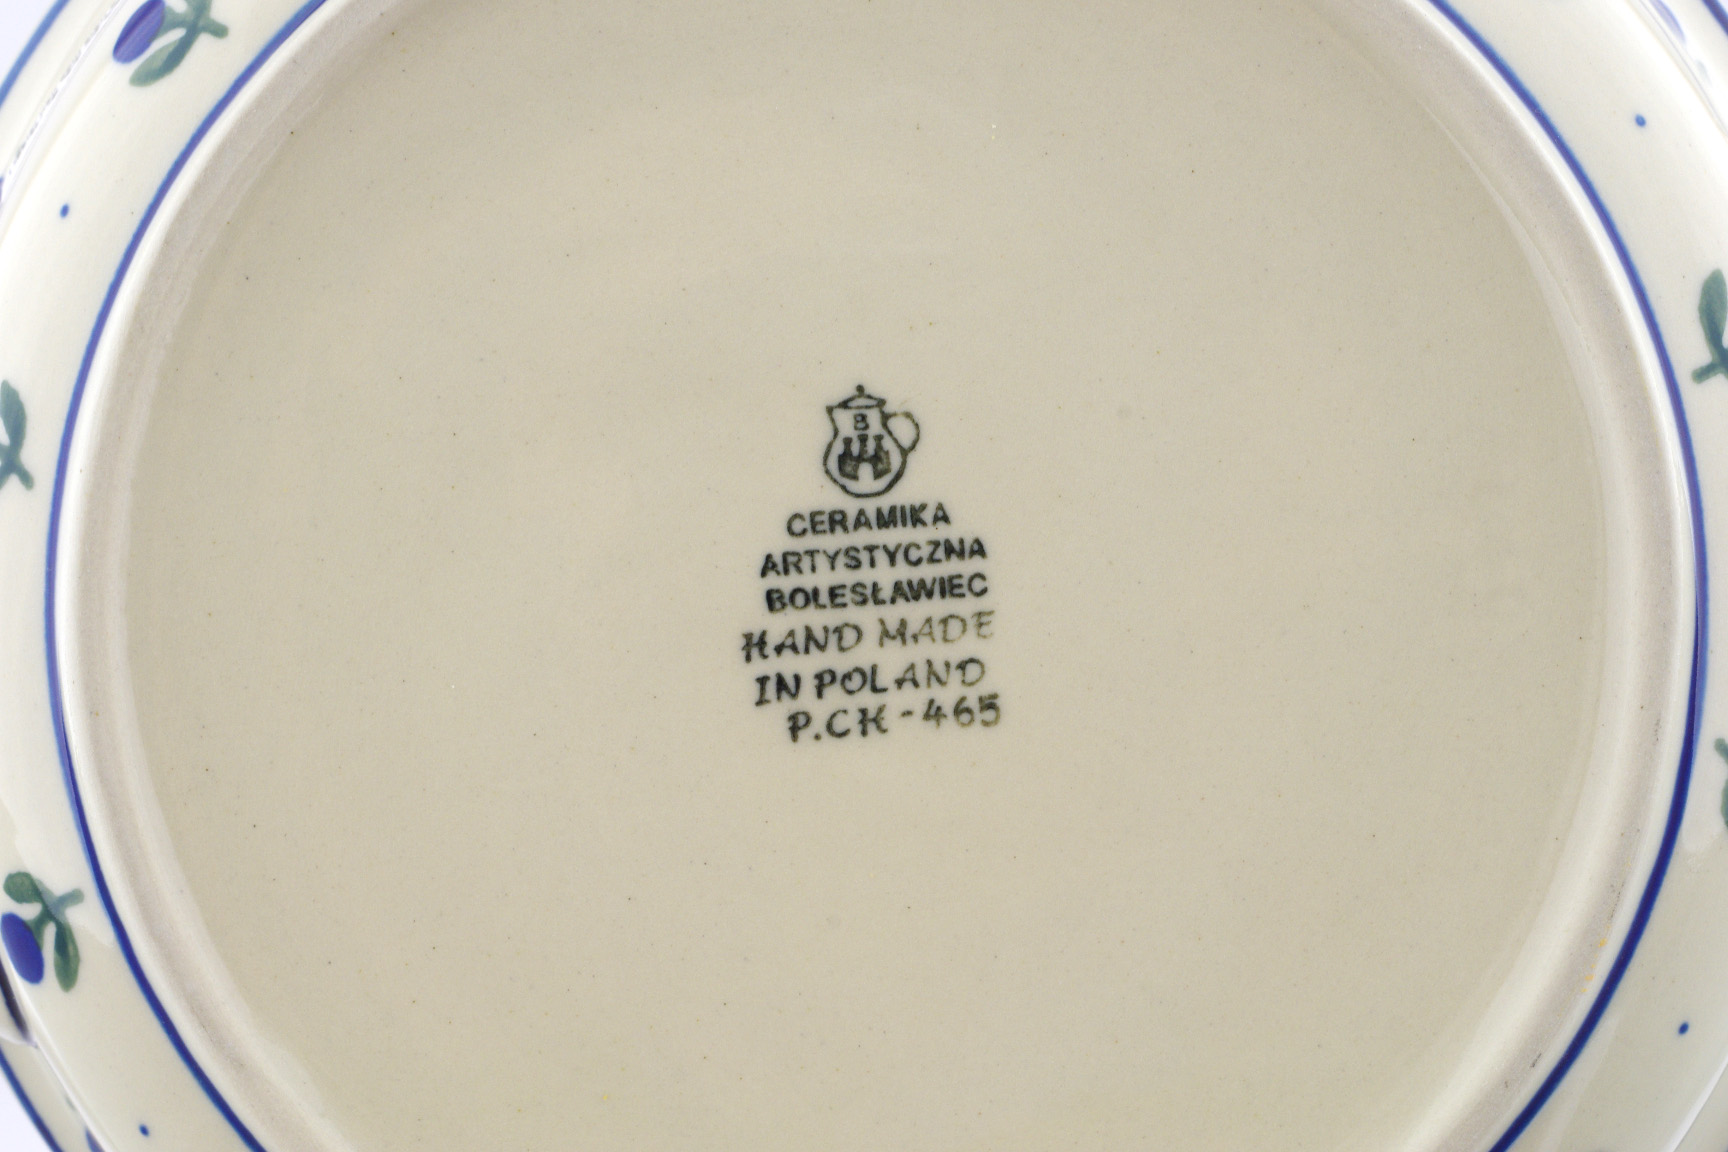 B
CERAMIKA
ARTYSTYCZNA
BOLESŁAWIEC
HAND MADE
IN POLAND
P.CH-465